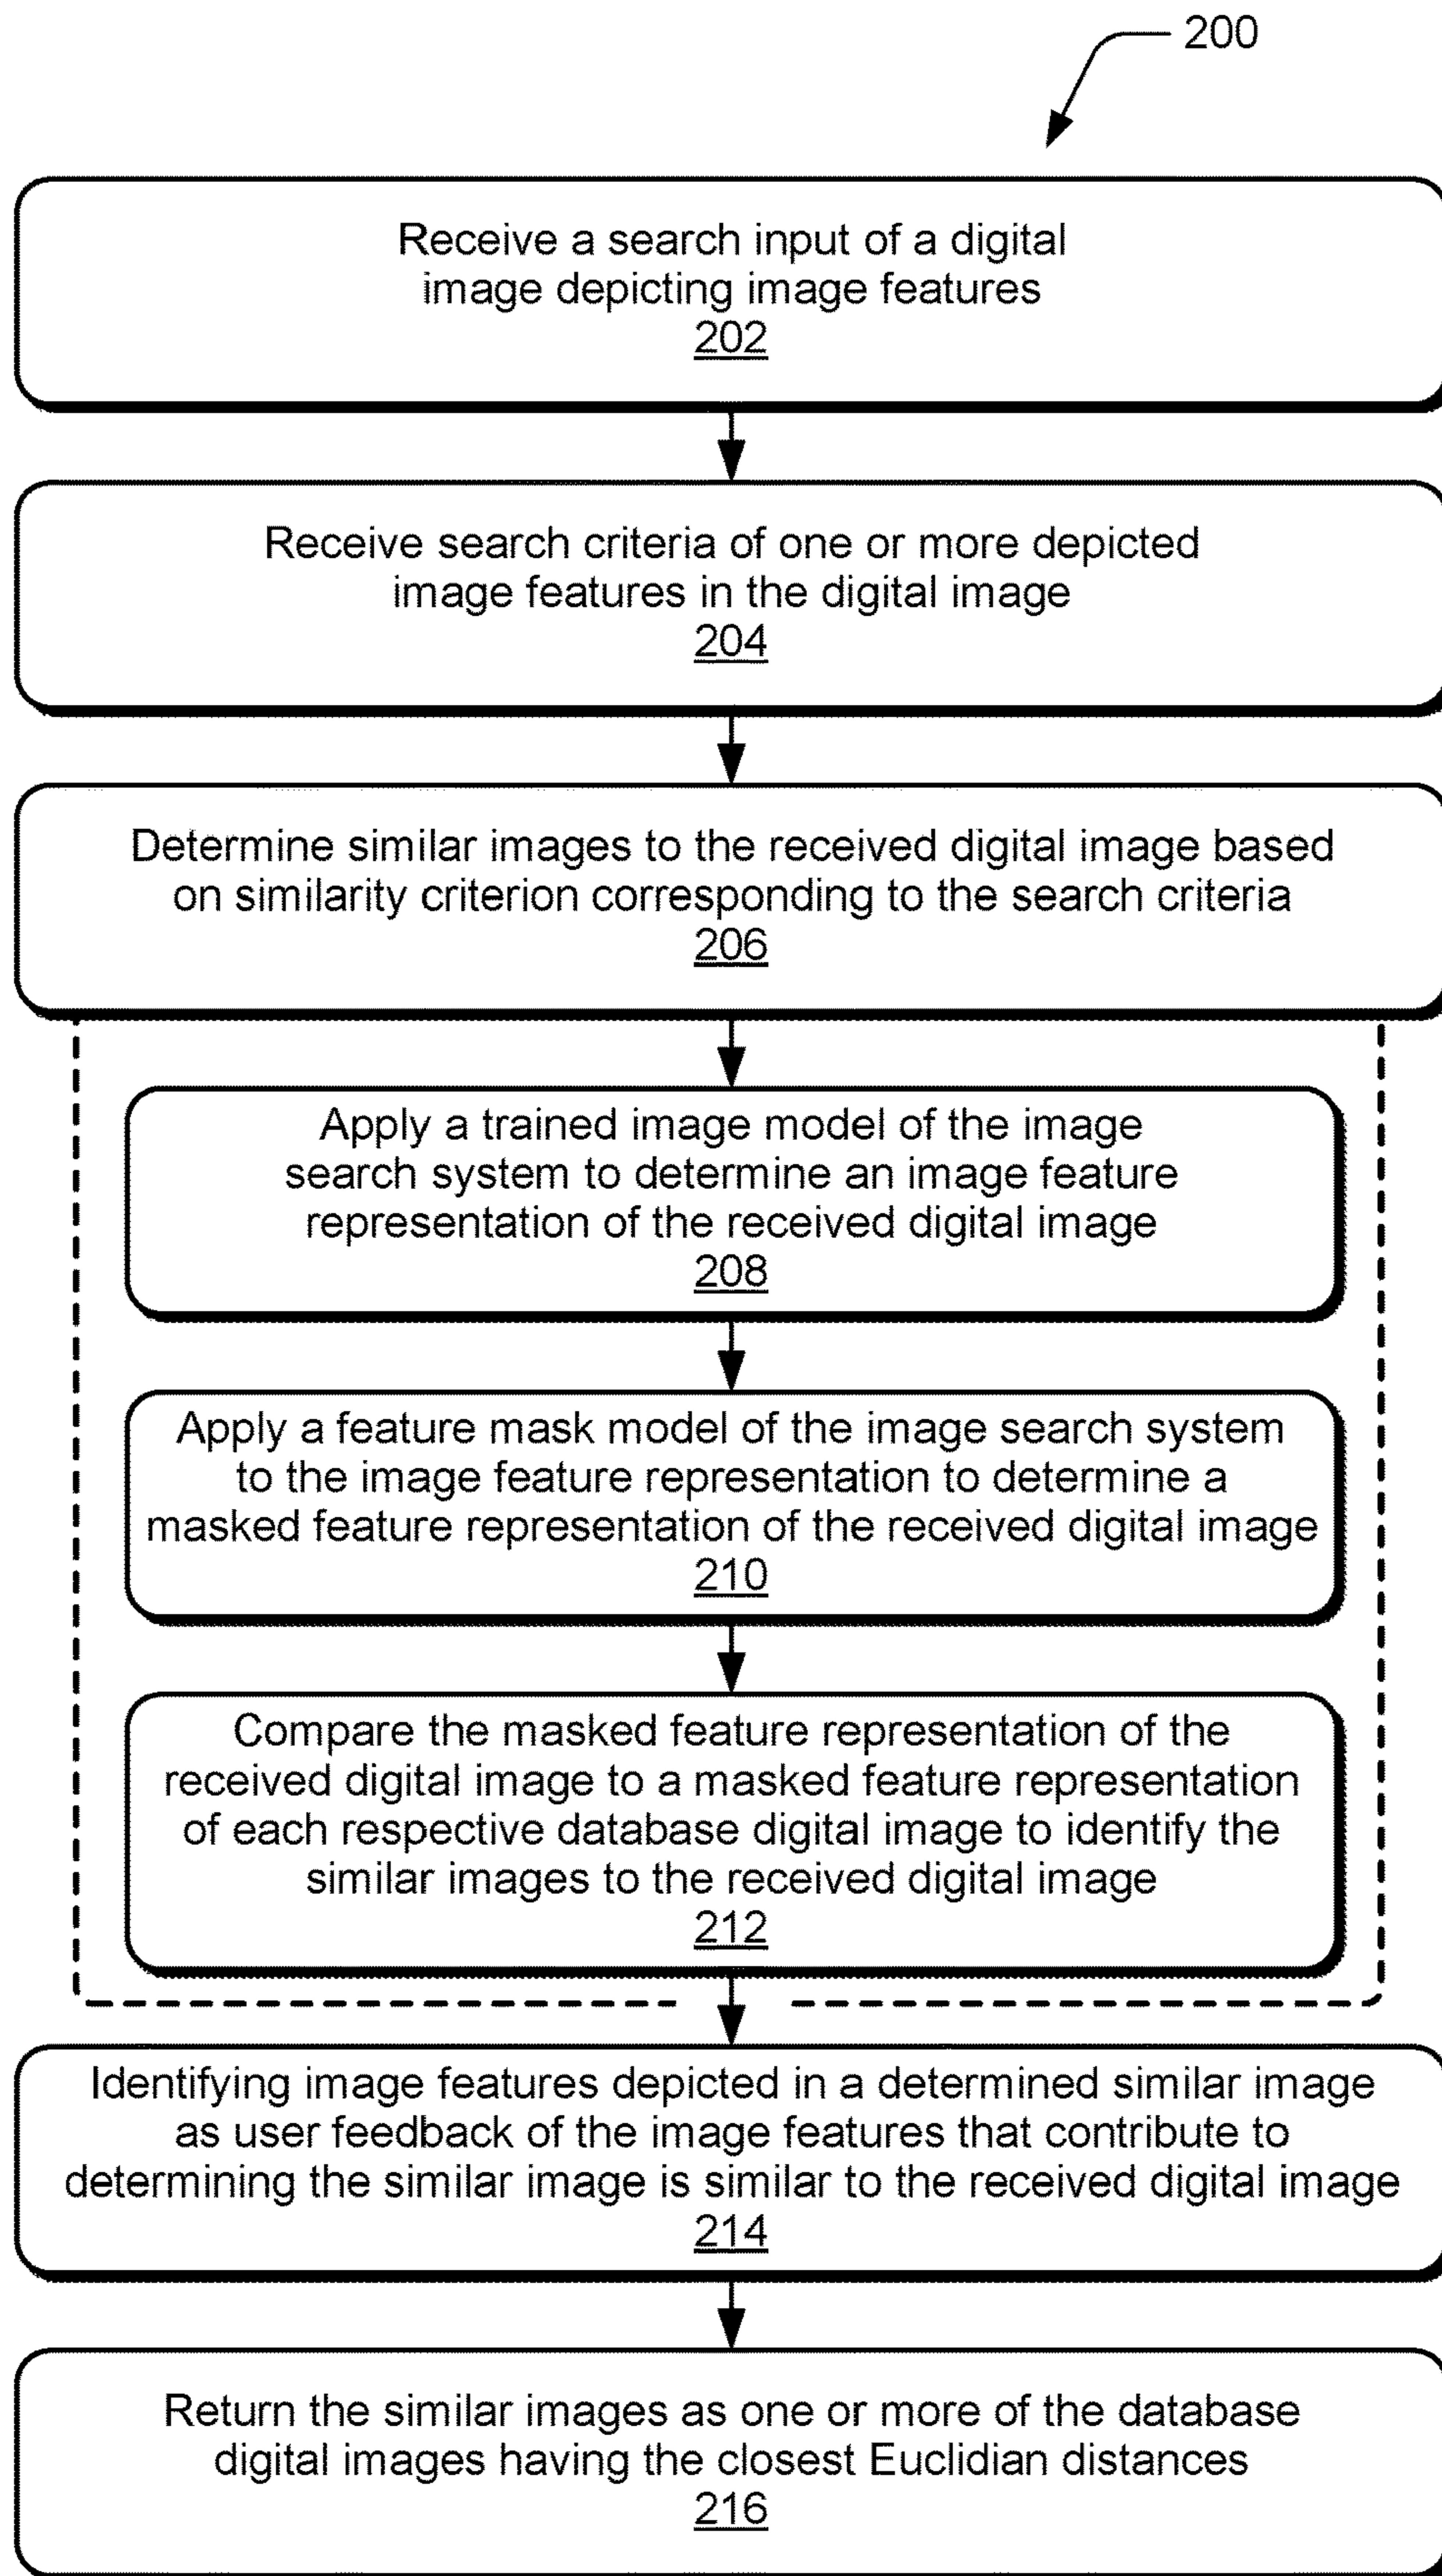 200
Receive a search input of a digital
image depicting image features
202
Receive search criteria of one or more depicted
image features in the digital image
204
Determine similar images to the received digital image based
on similarity criterion corresponding to the search criteria
206
Apply a trained image model of the image
search system to determine an image feature
representation of the received digital image
208
Apply a feature mask model of the image search system
to the image feature representation to determine a
masked feature representation of the received digital image
210
Compare the masked feature representation of the
received digital image to a masked feature representation
of each respective database digital image to identify the
similar images to the received digital image
212
Identifying image features depicted in a determined similar image
as user feedback of the image features that contribute to
determining the similar image is similar to the received digital image
214
Return the similar images as one or more of the database
digital images having the closest Euclidian distances
216